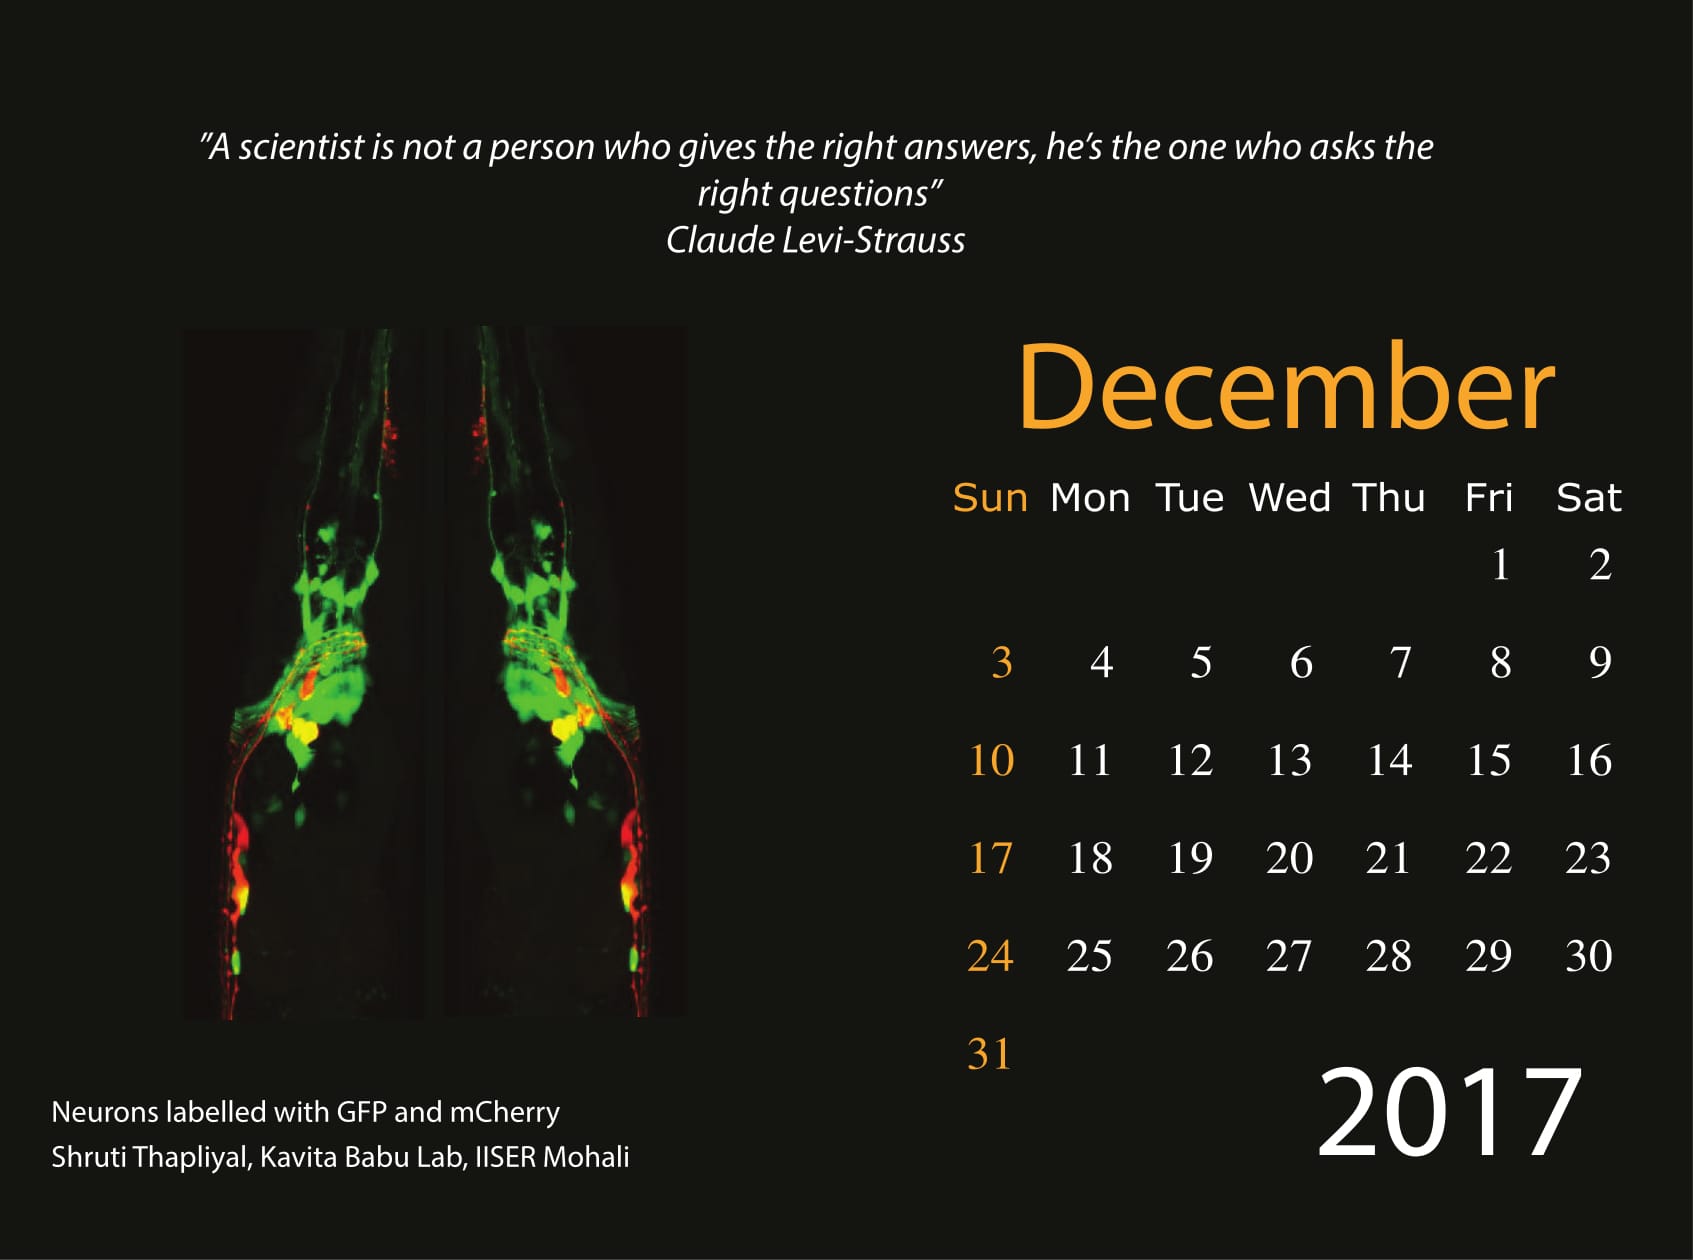 ”A scientist is not a person who gives the right answers, he’s the one who asks the
right questions”
Claude Levi-Strauss
December
Sun Mon Tue Wed Thu Fri Sat
1 2
3 4 5 6 7 8 9
10 11 12 13 14 15 16
17 18 19 20 21 22 23
24 25 26 27 28 29 30
31
2017
Neurons labelled with GFP and mCherry
Shruti Thapliyal, Kavita Babu Lab, IISER Mohali